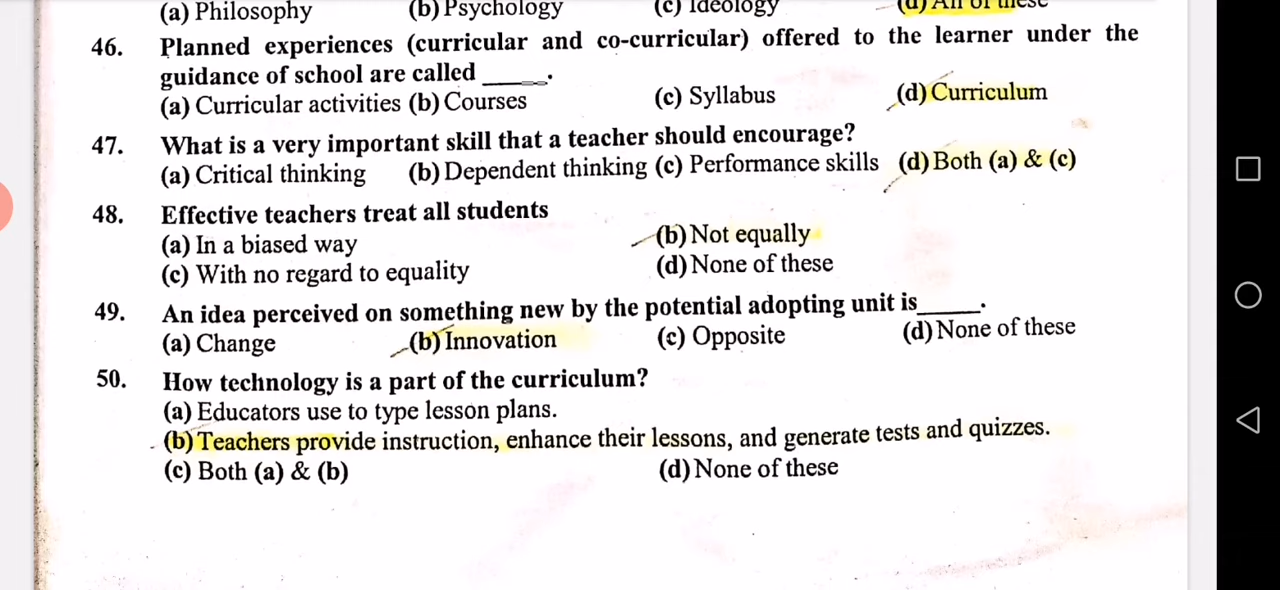 (a) Philosophy (b) Psychology (c) Ideology (d) All of these
46. Planned experiences (curricular and co-curricular) offered to the learner under the
guidance of school are called _____.
(a) Curricular activities (b) Courses (c) Syllabus (d) Curriculum
47. What is a very important skill that a teacher should encourage?
(a) Critical thinking (b) Dependent thinking (c) Performance skills (d) Both (a) & (c)
48. Effective teachers treat all students
(a) In a biased way (b) Not equally
(c) With no regard to equality (d) None of these
49. An idea perceived on something new by the potential adopting unit is_____.
(a) Change (b) Innovation (c) Opposite (d) None of these
50. How technology is a part of the curriculum?
(a) Educators use to type lesson plans.
(b) Teachers provide instruction, enhance their lessons, and generate tests and quizzes.
(c) Both (a) & (b) (d) None of these